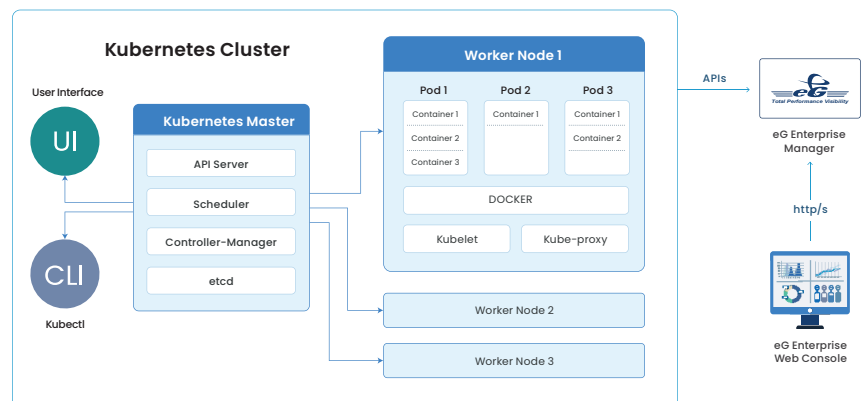 Kubernetes Cluster
User Interface
UI
CLI
Kubectl
Kubernetes Master
API Server
Scheduler
Controller-Manager
etcd
Worker Node 1
Pod 1
Container 1
Container 2
Container 3
Pod 2
Container 1
Pod 3
Container 1
Container 2
DOCKER
Kubelet
Kube-proxy
Worker Node 2
Worker Node 3
APIs
eG
Total Performance Visibility
eG Enterprise
Manager
http/s
eG Enterprise
Web Console